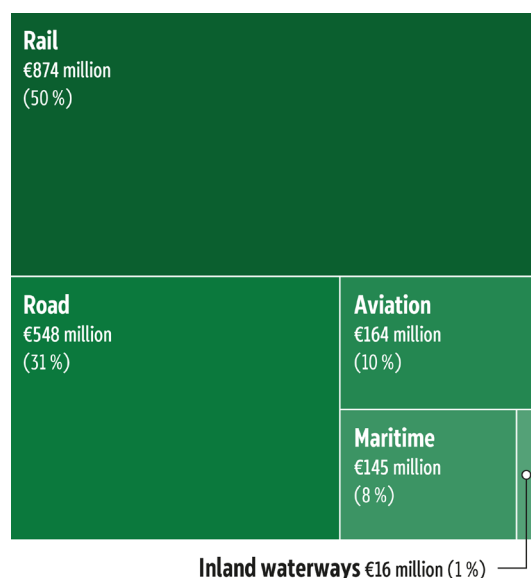 Rail
€874 million
(50 %)
Road
€548 million
(31 %)
Aviation
€164 million
(10 %)
Maritime
€145 million
(8 %)
Inland waterways €16 million (1 %)